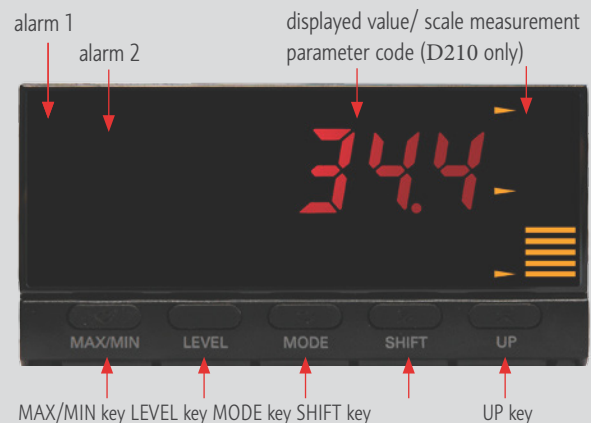 alarm 1
alarm 2
displayed value/ scale measurement
parameter code (D210 only)
34.4
MAX/MIN LEVEL MODE SHIFT UP
MAX/MIN key LEVEL key MODE key SHIFT key UP key